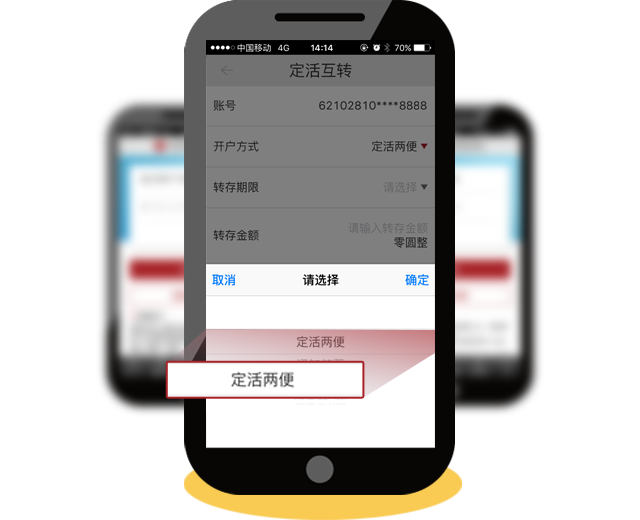 中国移动 4G 14:14 70%
定活互转
账号 62102810****8888
开户方式 定活两便
转存期限 请选择
转存金额 请输入转存金额
零圆整
取消 请选择 确定
定活两便
定活两便